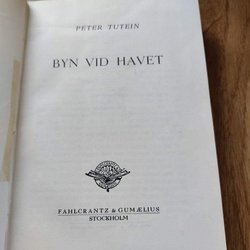 PETER TUTEIN
BYN VID HAVET
FAHLCRANTZ & GUMÆLIUS
STOCKHOLM